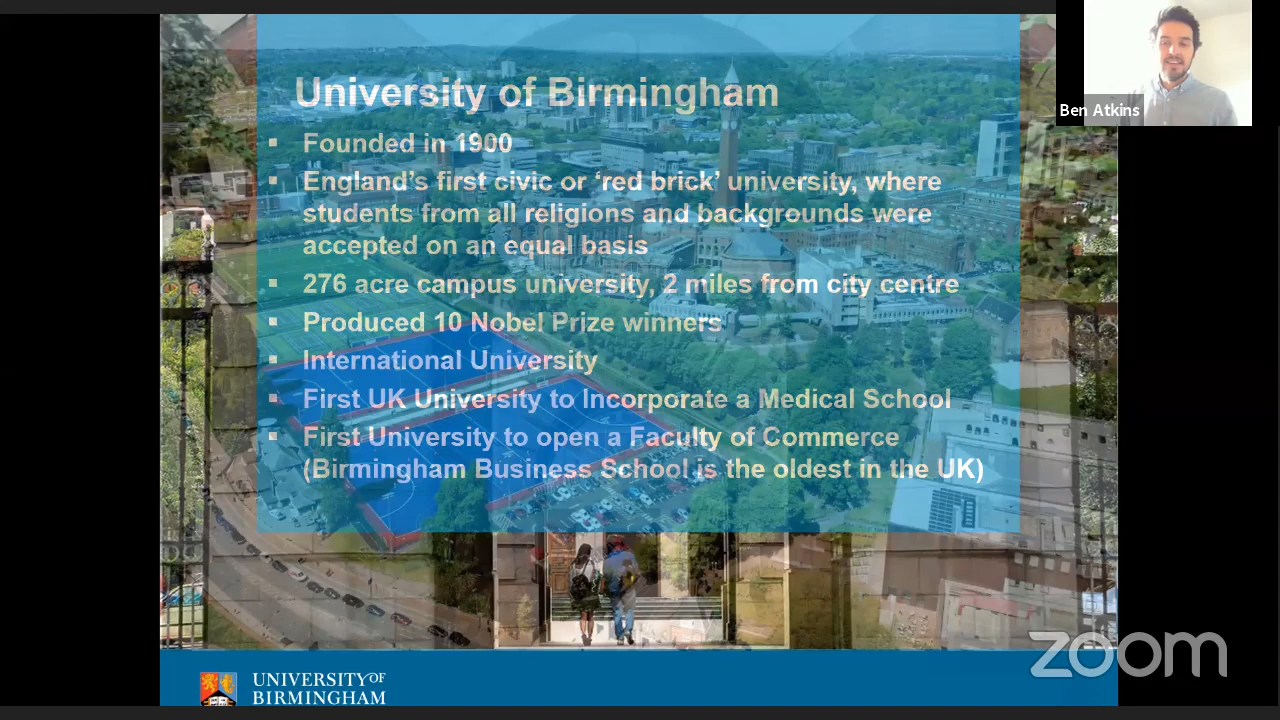 University of Birmingham
▪ Founded in 1900
▪ England's first civic or ‘red brick’ university, where
students from all religions and backgrounds were
accepted on an equal basis
▪ 276 acre campus university, 2 miles from city centre
▪ Produced 10 Nobel Prize winners
▪ International University
▪ First UK University to Incorporate a Medical School
▪ First University to open a Faculty of Commerce
(Birmingham Business School is the oldest in the UK)
Ben Atkins
zoom
UNIVERSITY OF
BIRMINGHAM